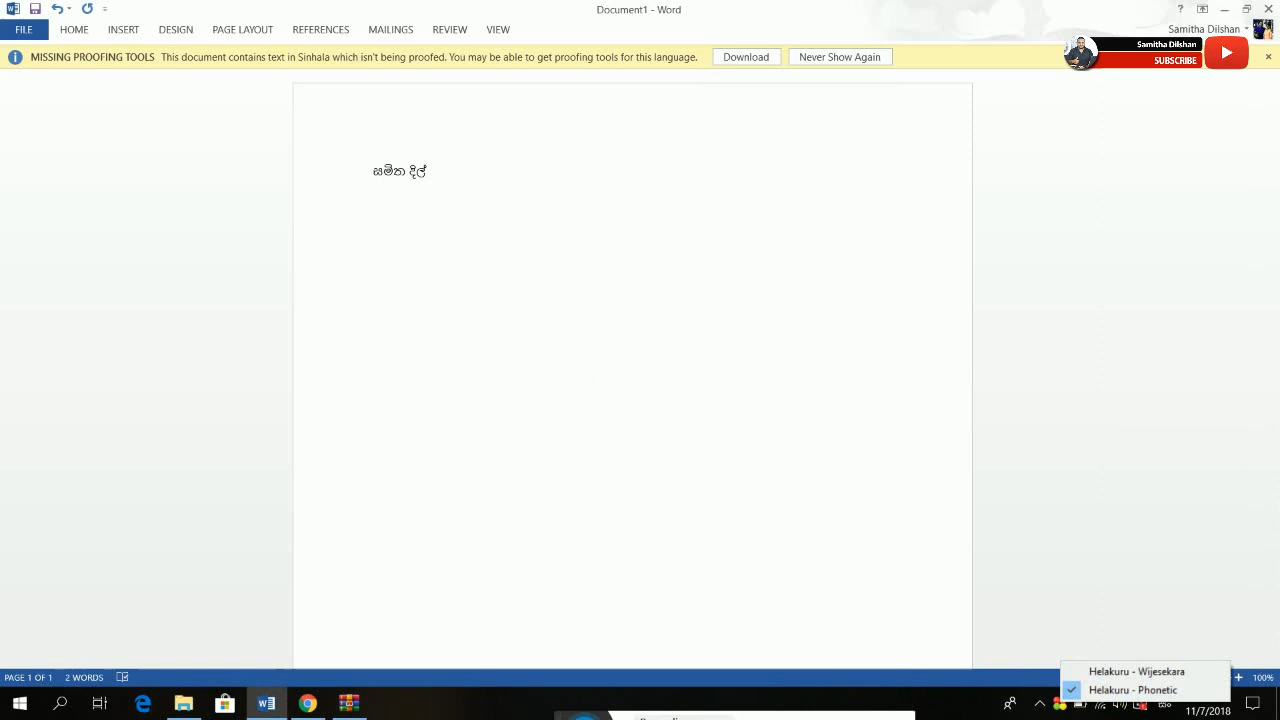 Document1 - Word
FILE HOME INSERT DESIGN PAGE LAYOUT REFERENCES MAILINGS REVIEW VIEW
Samitha Dilshan
MISSING PROOFING TOOLS This document contains text in Sinhala which isn't being proofed. You may be able to get proofing tools for this language. Download Never Show Again
Samitha Dilshan
SUBSCRIBE
සමිත දිල්
Helakuru - Wijesekara
Helakuru - Phonetic
PAGE 1 OF 1 2 WORDS 100%
11/7/2018